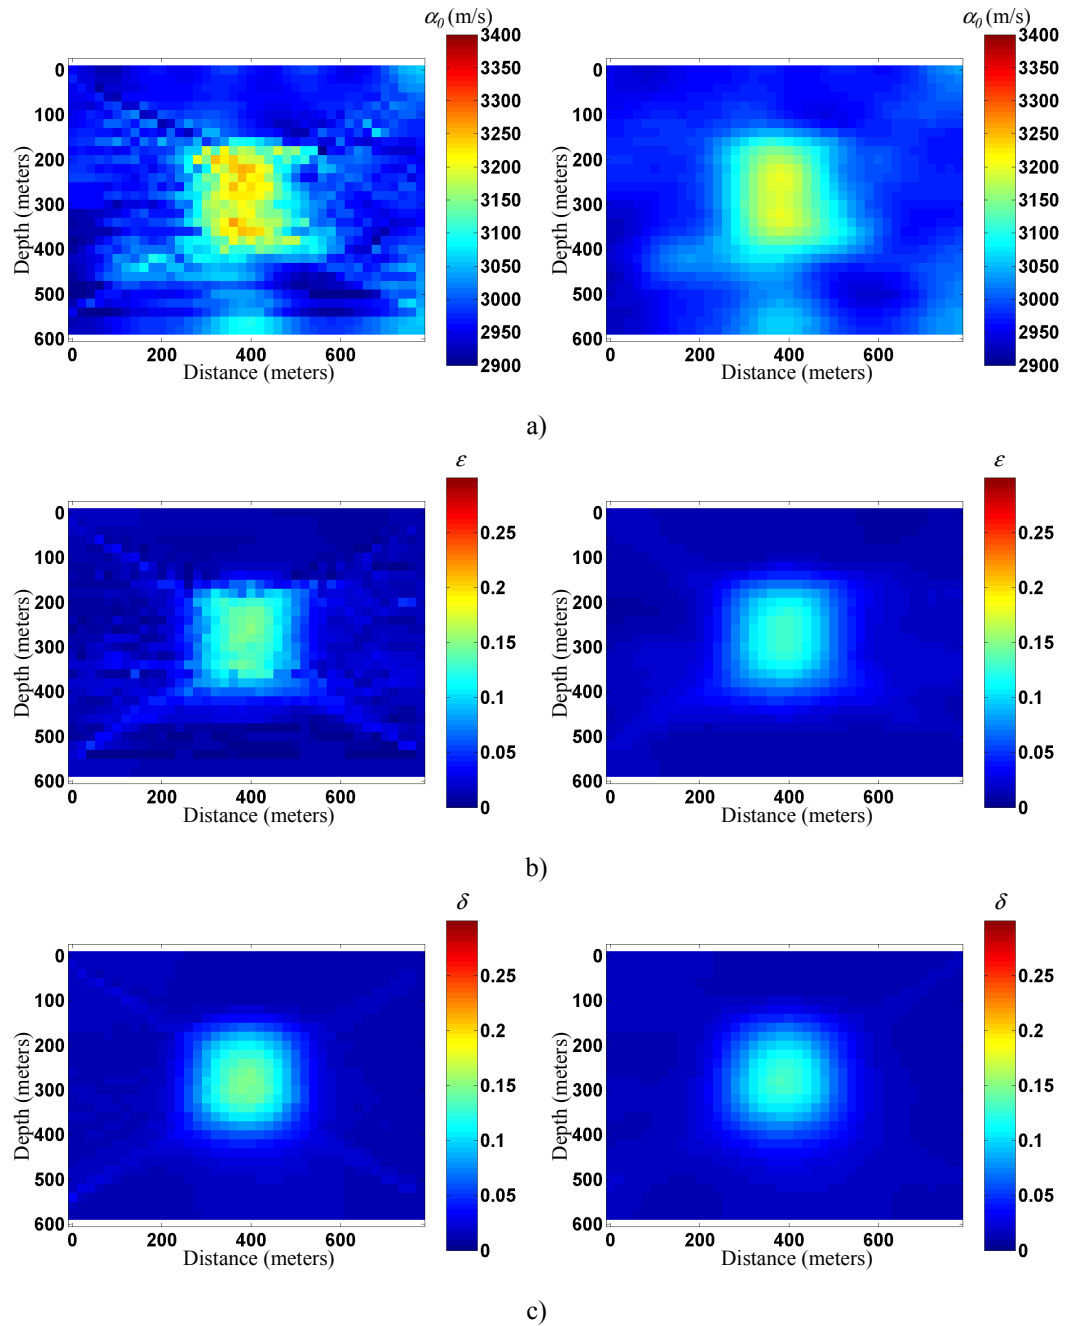 α₀ (m/s) α₀ (m/s)
3400 3400
0 3350 0 3350
100 3300 100 3300
3250 3250
200 3200 200 3200
Depth (meters) 300 3150 Depth (meters) 300 3150
3100 3100
400 3050 400 3050
500 3000 500 3000
2950 2950
600 600
0 200 400 600 2900 0 200 400 600 2900
Distance (meters) Distance (meters)
a)
ε ε
0 0.25 0 0.25
100 100
200 0.2 200 0.2
Depth (meters) 300 0.15 Depth (meters) 300 0.15
400 0.1 400 0.1
500 0.05 500 0.05
600 600
0 200 400 600 0 0 200 400 600 0
Distance (meters) Distance (meters)
b)
δ δ
0 0.25 0 0.25
100 100
200 0.2 200 0.2
Depth (meters) 300 0.15 Depth (meters) 300 0.15
400 0.1 400 0.1
500 0.05 500 0.05
600 600
0 200 400 600 0 0 200 400 600 0
Distance (meters) Distance (meters)
c)